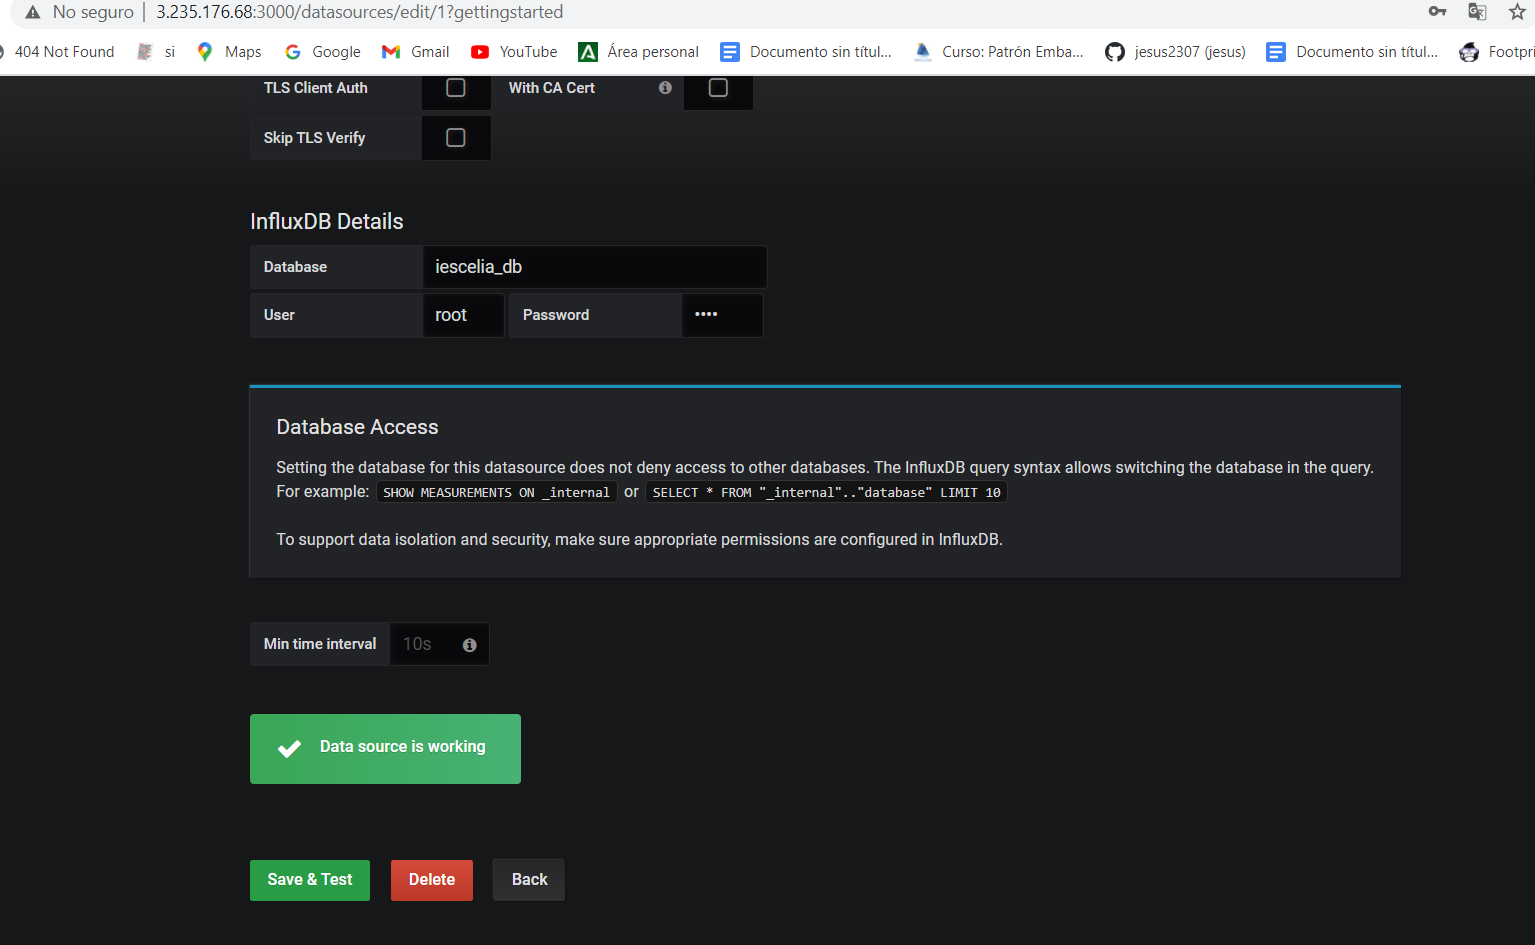 No seguro | 3.235.176.68:3000/datasources/edit/1?gettingstarted
404 Not Found si Maps Google Gmail YouTube Área personal Documento sin títul... Curso: Patrón Emba... jesus2307 (jesus) Documento sin títul... Footpri
TLS Client Auth With CA Cert
Skip TLS Verify
InfluxDB Details
Database iescelia_db
User root Password ••••
Database Access
Setting the database for this datasource does not deny access to other databases. The InfluxDB query syntax allows switching the database in the query.
For example: SHOW MEASUREMENTS ON _internal or SELECT * FROM "_internal".."database" LIMIT 10
To support data isolation and security, make sure appropriate permissions are configured in InfluxDB.
Min time interval 10s
Data source is working
Save & Test Delete Back